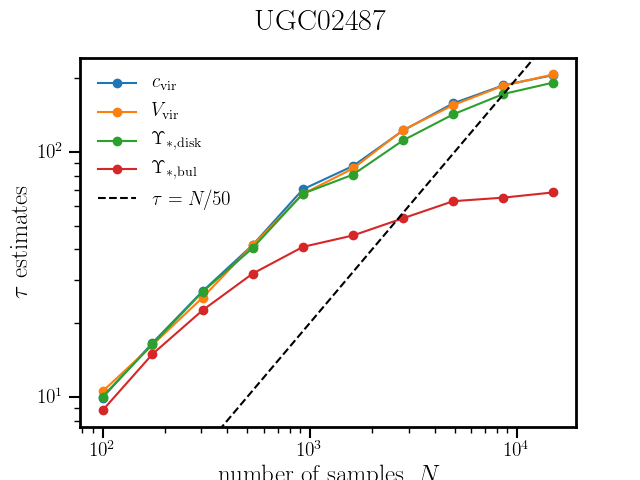 UGC02487
c_vir
V_vir
Υ_*,disk
Υ_*,bul
τ = N/50
τ estimates
10^2
10^1
10^2 10^3 10^4
number of samples, N